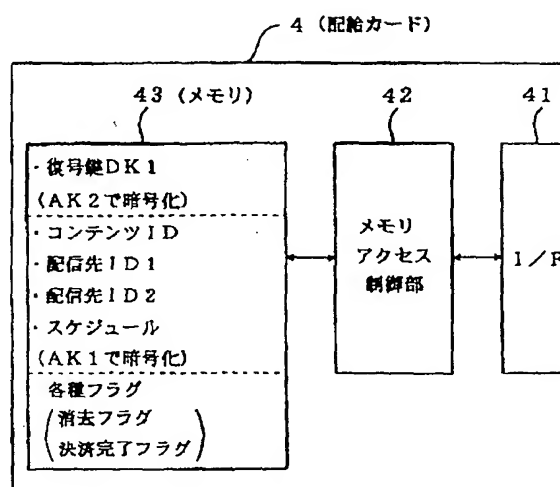 4（配給カード）
43（メモリ）
42
41
・復号鍵DK1
（AK2で暗号化）
・コンテンツID
・配信先ID1
・配信先ID2
・スケジュール
（AK1で暗号化）
各種フラグ
（消去フラグ
決済完了フラグ）
メモリ
アクセス
制御部
I/F